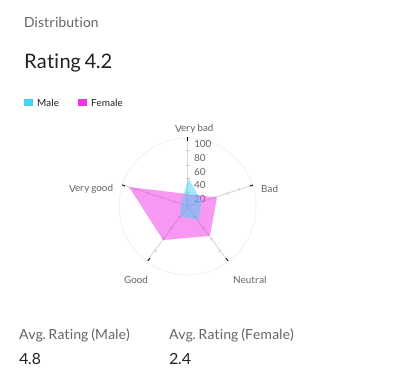 Distribution
Rating 4.2
Male Female
Very bad
100
80
60
40
20
Very good
Bad
Good
Neutral
Avg. Rating (Male) Avg. Rating (Female)
4.8 2.4